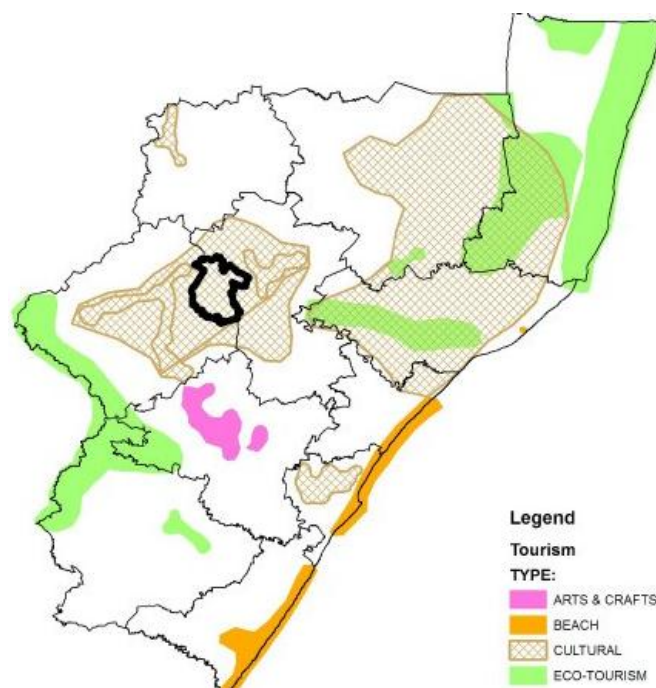 Legend
Tourism
TYPE:
ARTS & CRAFTS
BEACH
CULTURAL
ECO-TOURISM